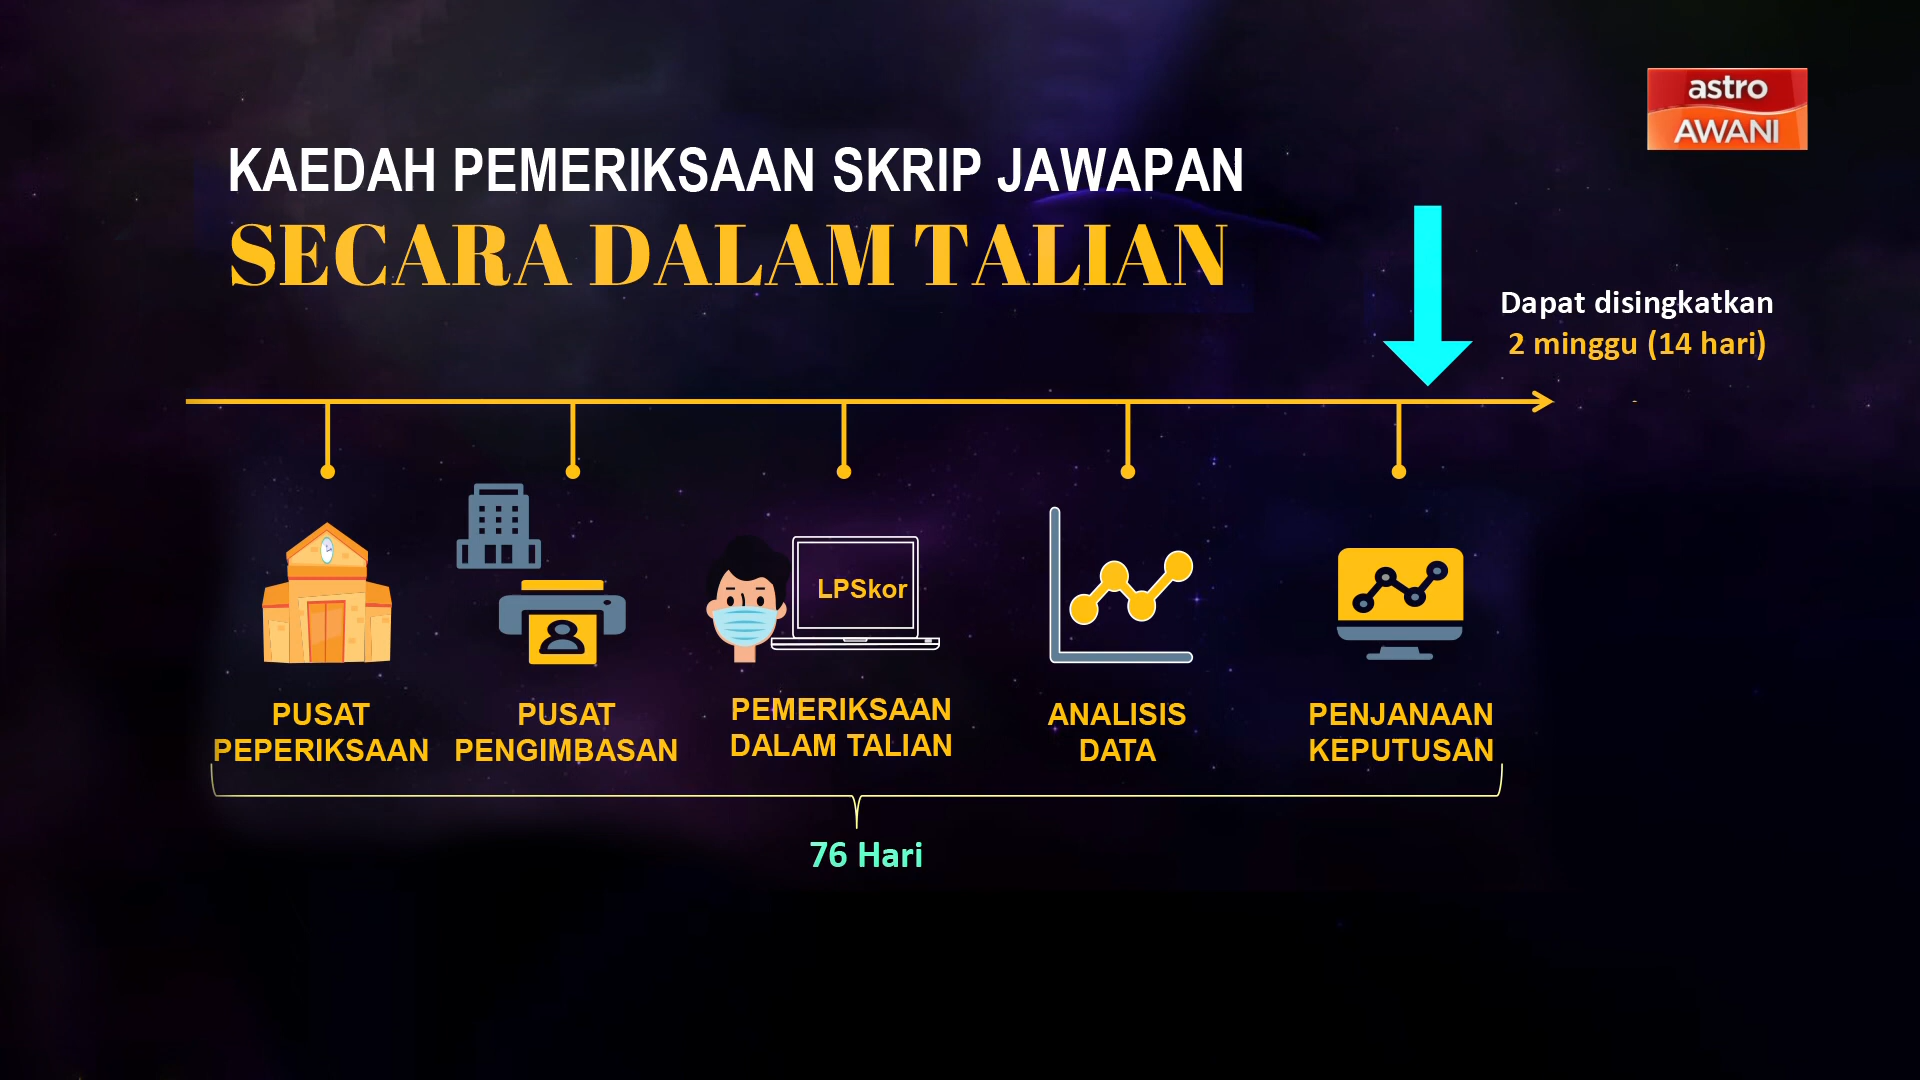 astro
AWANI
KAEDAH PEMERIKSAAN SKRIP JAWAPAN
SECARA DALAM TALIAN
Dapat disingkatkan
2 minggu (14 hari)
LPSkor
PUSAT
PEPERIKSAAN
PUSAT
PENGIMBASAN
PEMERIKSAAN
DALAM TALIAN
ANALISIS
DATA
PENJANAAN
KEPUTUSAN
76 Hari